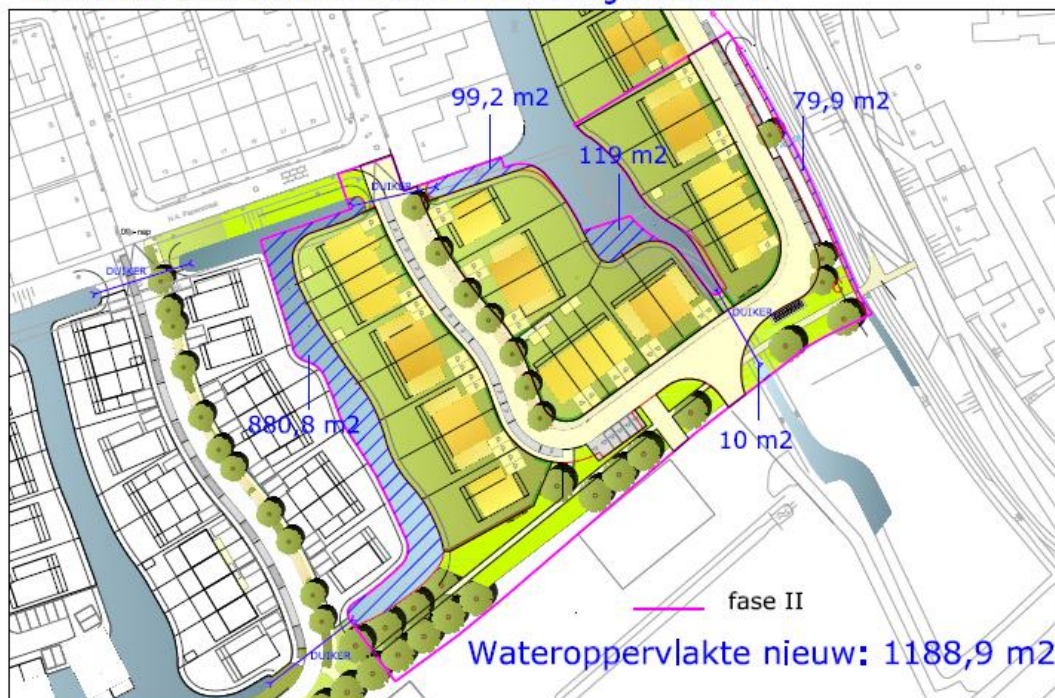 99,2 m2
79,9 m2
119 m2
DUIKER
N.A. Panenstraat
DUIKER
DUIKER
880,8 m2
10 m2
fase II
Wateroppervlakte nieuw: 1188,9 m2
DUIKER